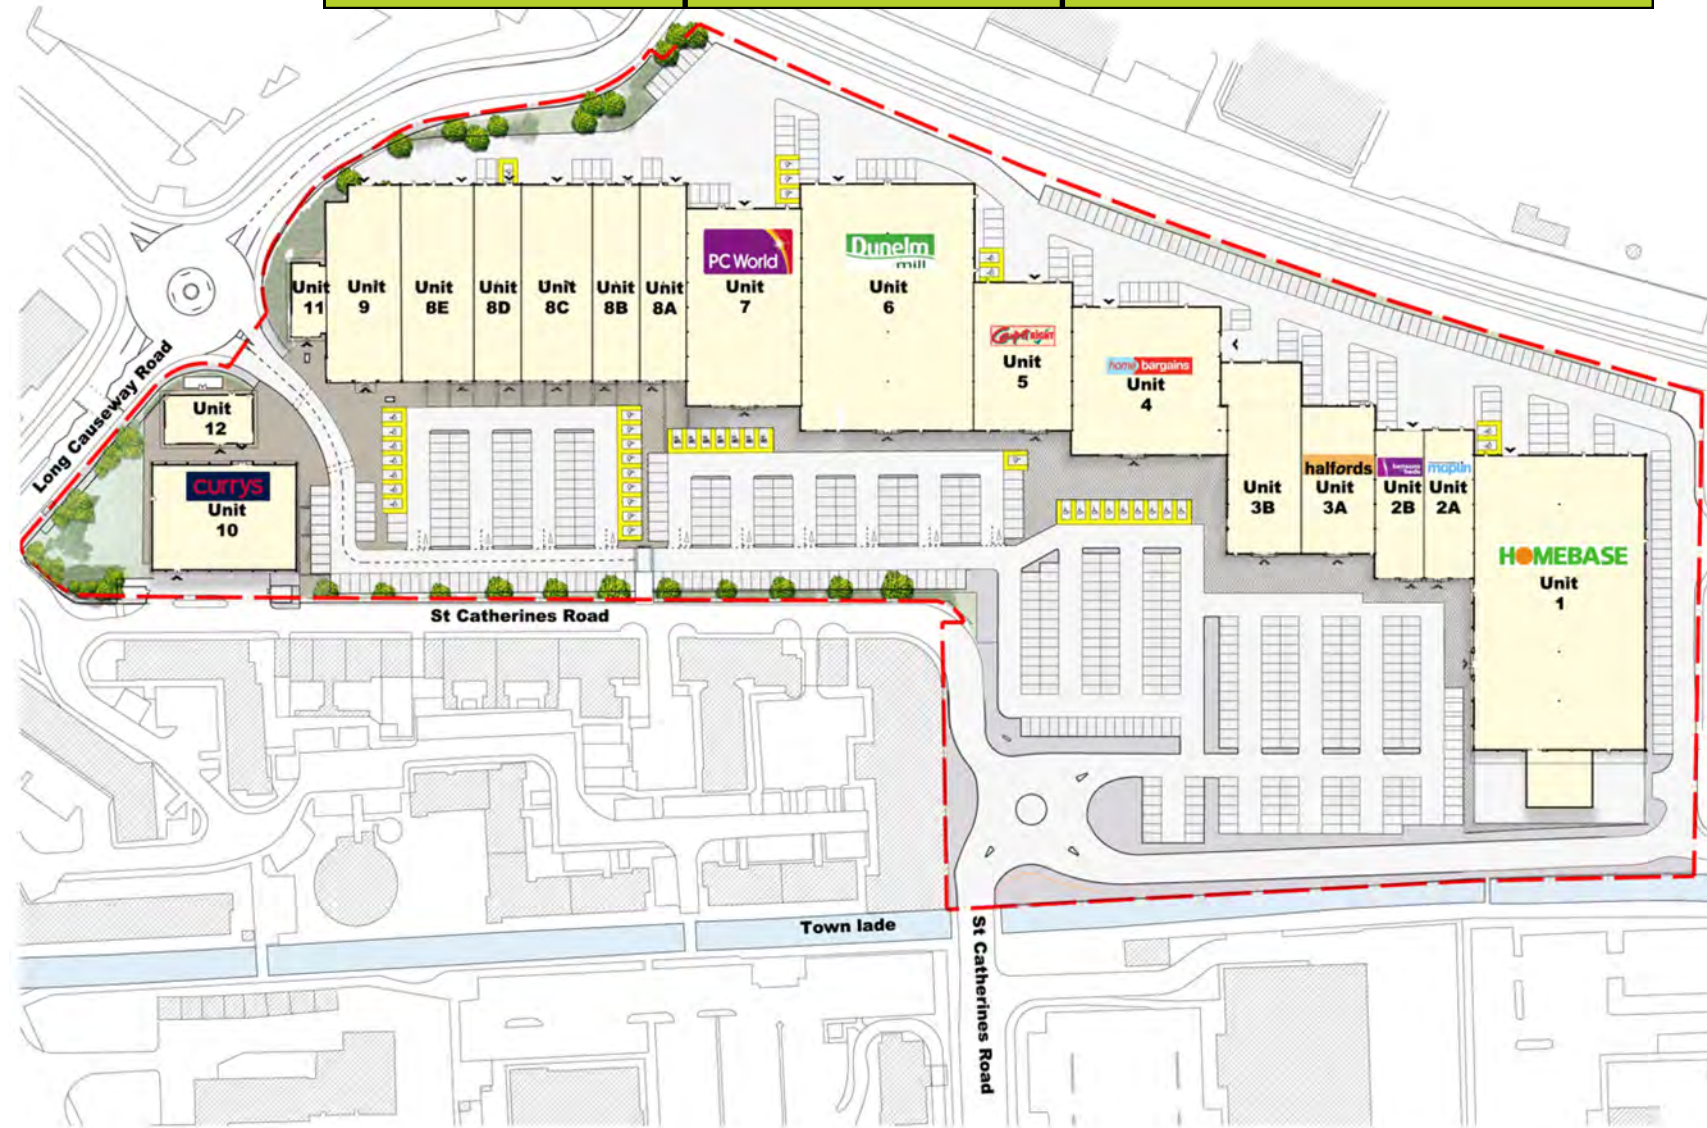 PC World
Dunelm
mill
Unit
11
Unit
9
Unit
8E
Unit
8D
Unit
8C
Unit
8B
Unit
8A
Unit
7
Unit
6
Unit
5
home bargains
Unit
4
Unit
12
currys
Unit
10
Long Causeway Road
halfords
maplin
Unit
3B
Unit
3A
Unit
2B
Unit
2A
HOMEBASE
Unit
1
St Catherines Road
Town lade
St Catherines Road